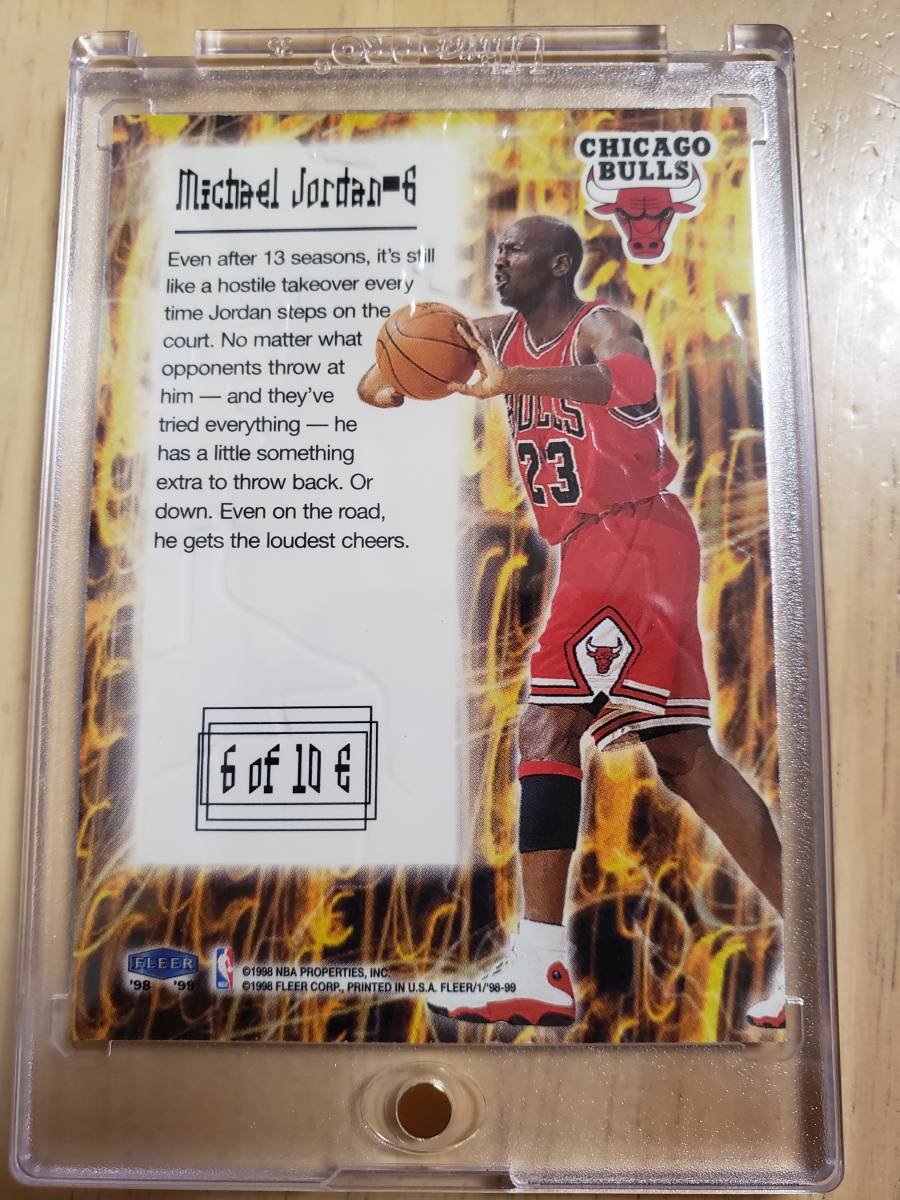 ULTRA PRO.
CHICAGO
BULLS
Michael Jordan-6
Even after 13 seasons, it's still
like a hostile takeover every
time Jordan steps on the
court. No matter what
opponents throw at
him — and they've
tried everything — he
has a little something
extra to throw back. Or
down. Even on the road,
he gets the loudest cheers.
BULLS
23
6 of 10 E
FLEER
'98 '99
©1998 NBA PROPERTIES, INC.
©1998 FLEER CORP., PRINTED IN U.S.A. FLEER/1/'98-99